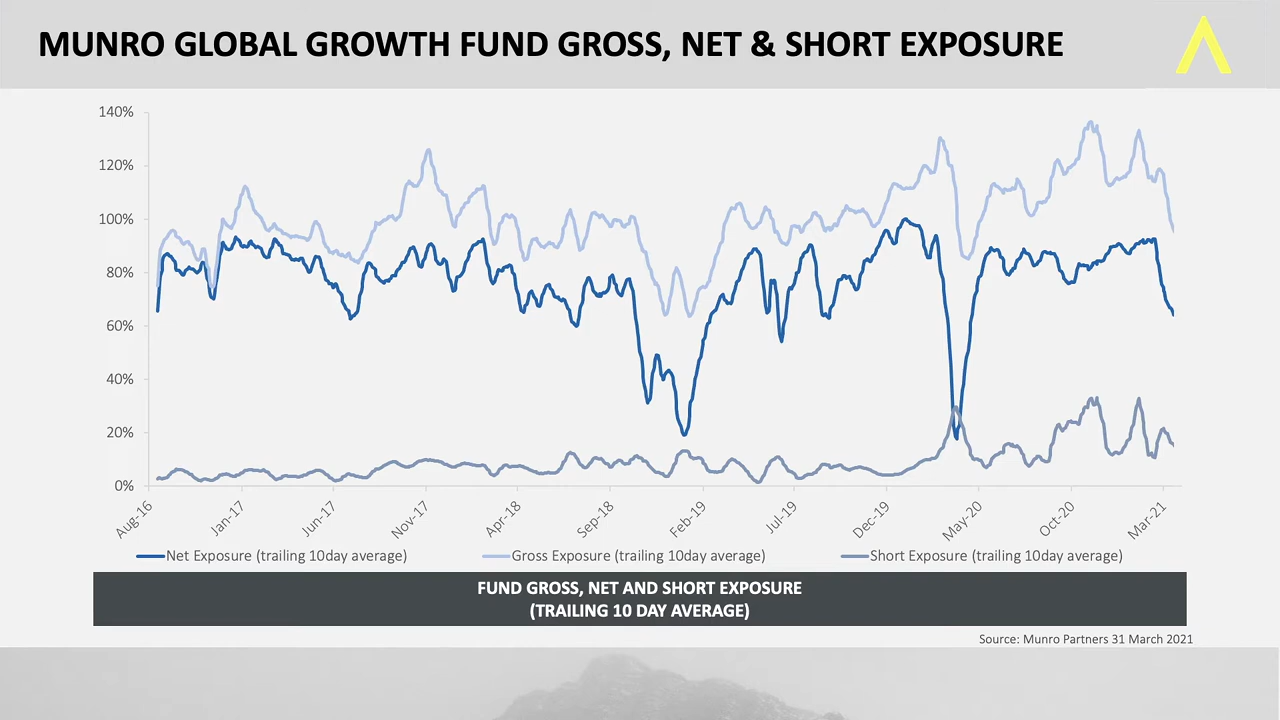 MUNRO GLOBAL GROWTH FUND GROSS, NET & SHORT EXPOSURE
140%
120%
100%
80%
60%
40%
20%
0%
Aug-16
Jan-17
Jun-17
Nov-17
Apr-18
Sep-18
Feb-19
Jul-19
Dec-19
May-20
Oct-20
Mar-21
Net Exposure (trailing 10day average)
Gross Exposure (trailing 10day average)
Short Exposure (trailing 10day average)
FUND GROSS, NET AND SHORT EXPOSURE
(TRAILING 10 DAY AVERAGE)
Source: Munro Partners 31 March 2021